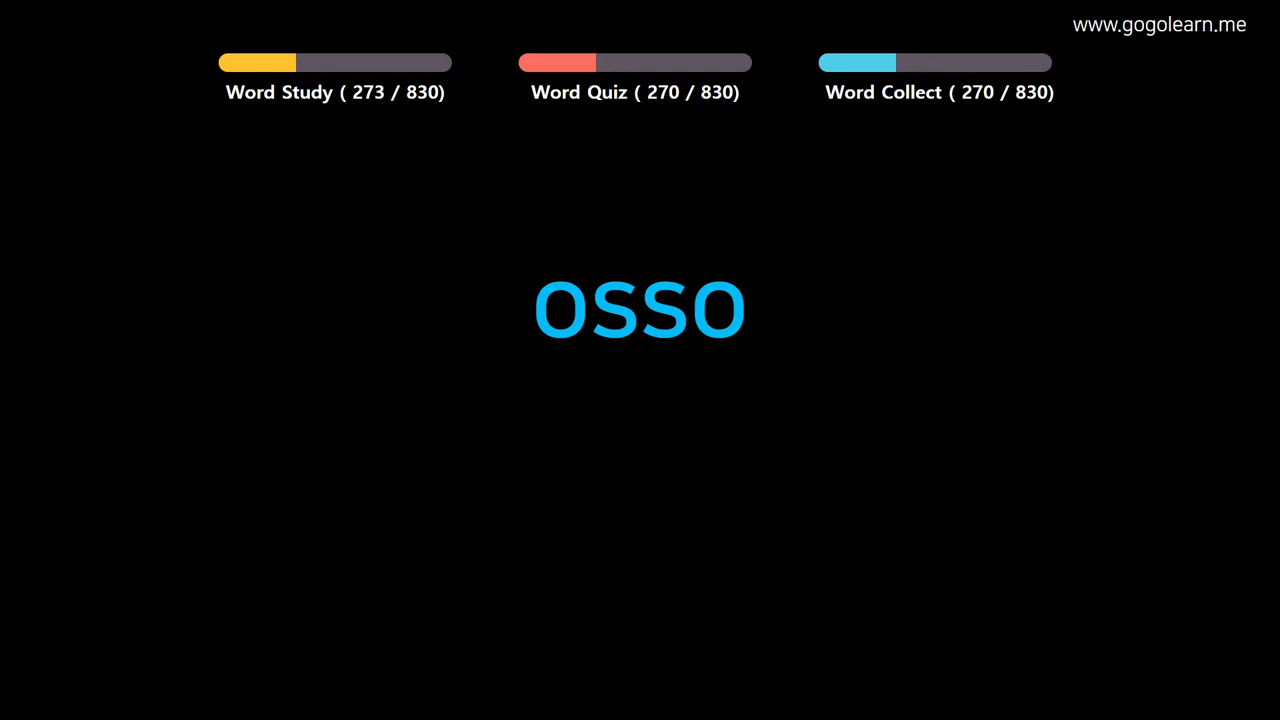 www.gogolearn.me
Word Study ( 273 / 830)
Word Quiz ( 270 / 830)
Word Collect ( 270 / 830)
osso